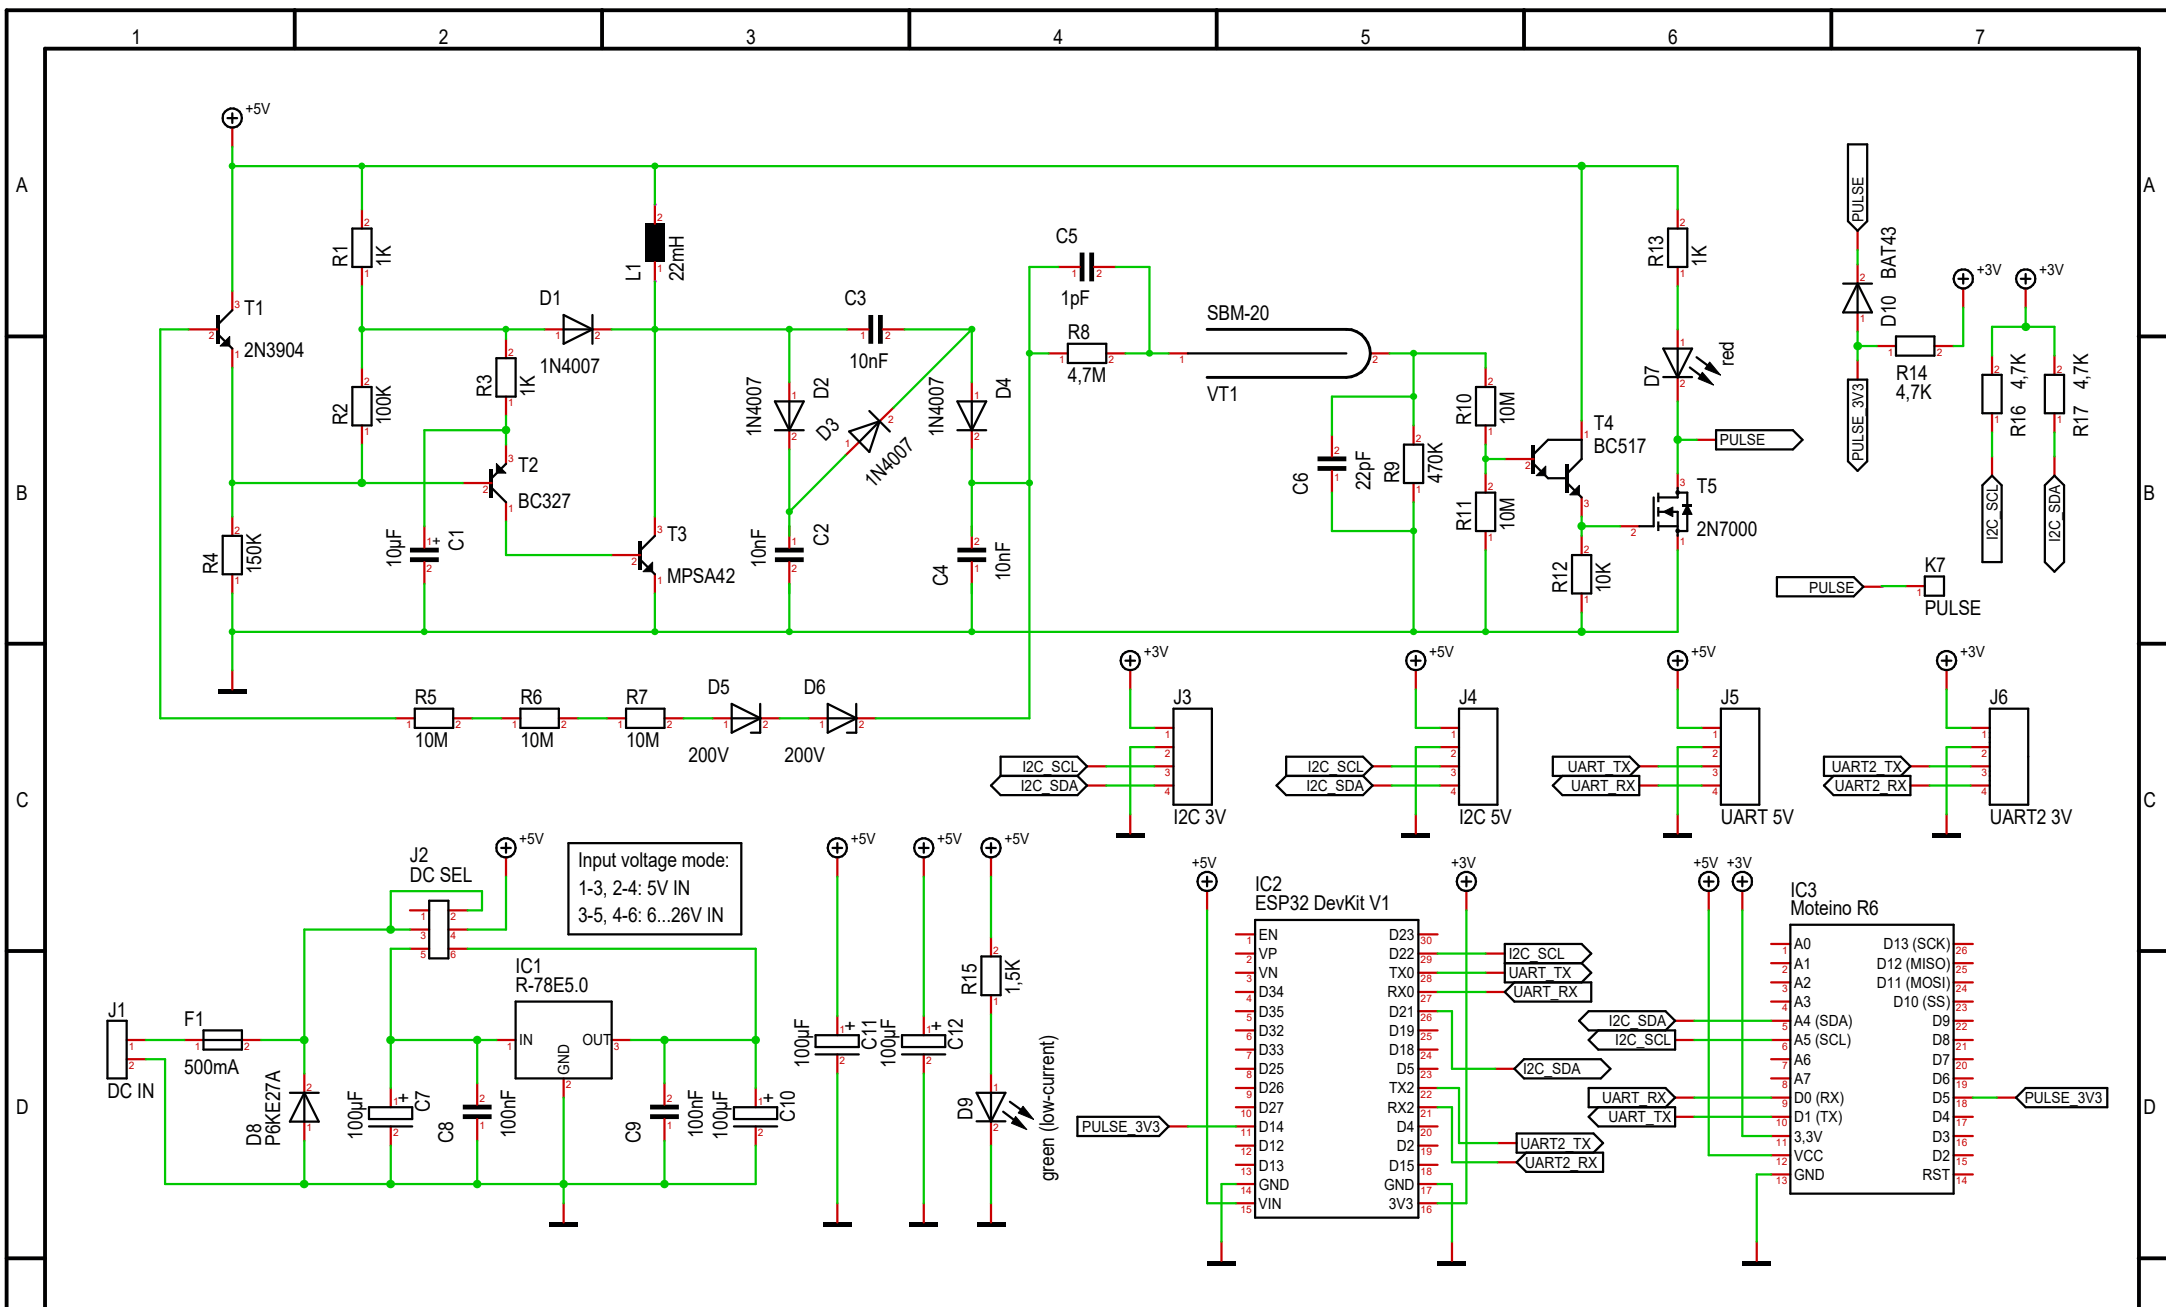 1 2 3 4 5 6 7
A A
B B
C C
D D
+5V
R1
1K
R2
100K
T1
2N3904
R4
150K
D1
1N4007
R3
1K
T2
BC327
10µF
C1
L1
22mH
T3
MPSA42
C3
10nF
1N4007
D2
D3
1N4007
1N4007
D4
10nF
C2
C4
10nF
C5
1pF
R8
4,7M
SBM-20
VT1
C6
22pF
R9
470K
R10
10M
R11
10M
T4
BC517
R12
10K
R13
1K
D7
red
PULSE
T5
2N7000
PULSE
BAT43
D10
PULSE_3V3
R14
4,7K
+3V
+3V
R16
4,7K
R17
4,7K
I2C_SCL
I2C_SDA
PULSE
K7
PULSE
R5
10M
R6
10M
R7
10M
D5
200V
D6
200V
+3V
J3
I2C_SCL
I2C_SDA
I2C 3V
+5V
J4
I2C_SCL
I2C_SDA
I2C 5V
+5V
J5
UART_TX
UART_RX
UART 5V
+3V
J6
UART2_TX
UART2_RX
UART2 3V
J2
DC SEL
+5V
Input voltage mode:
1-3, 2-4: 5V IN
3-5, 4-6: 6...26V IN
J1
DC IN
F1
500mA
D8
P6KE27A
100µF
C7
C8
100nF
IC1
R-78E5.0
IN
OUT
GND
C9
100nF
100µF
C10
+5V
100µF
C11
+5V
100µF
C12
+5V
R15
1,5K
D9
green (low-current)
+5V
+3V
IC2
ESP32 DevKit V1
EN D23
VP D22
VN TX0
D34 RX0
D35 D21
D32 D19
D33 D18
D25 D5
D26 TX2
D27 RX2
D14 D4
D12 D2
D13 D15
GND GND
VIN 3V3
I2C_SCL
UART_TX
UART_RX
I2C_SDA
UART2_TX
UART2_RX
PULSE_3V3
+5V +3V
IC3
Moteino R6
A0 D13 (SCK)
A1 D12 (MISO)
A2 D11 (MOSI)
A3 D10 (SS)
A4 (SDA) D9
A5 (SCL) D8
A6 D7
A7 D6
D0 (RX) D5
D1 (TX) D4
3,3V D3
VCC D2
GND RST
I2C_SDA
I2C_SCL
UART_RX
UART_TX
PULSE_3V3